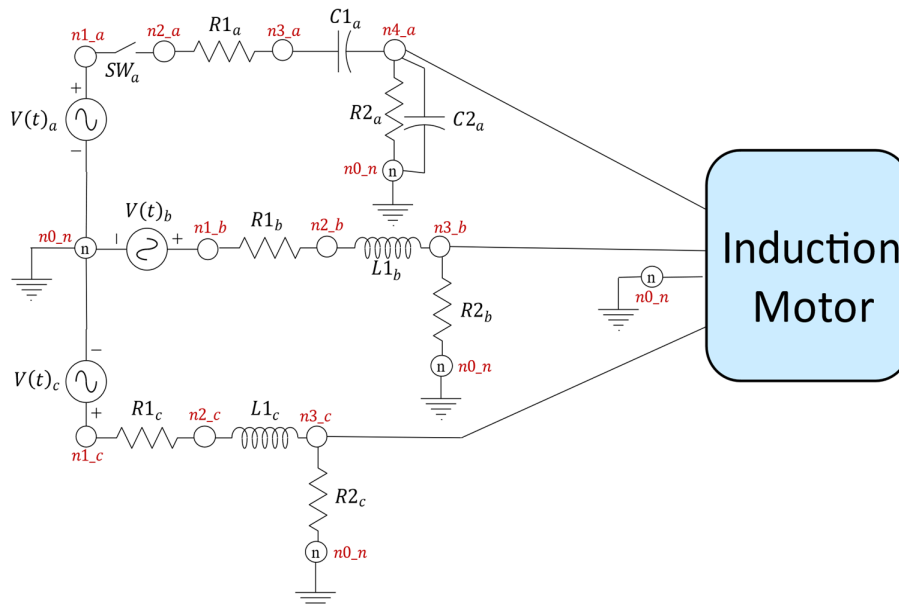 n1_a
n2_a
R1a
n3_a
C1a
n4_a
SWa
+
V(t)a
R2a
C2a
−
n0_n
n
n0_n
n
V(t)b
−
+
n1_b
R1b
n2_b
L1b
n3_b
Induction
Motor
n
n0_n
R2b
n
n0_n
−
V(t)c
+
n1_c
R1c
n2_c
L1c
n3_c
R2c
n
n0_n